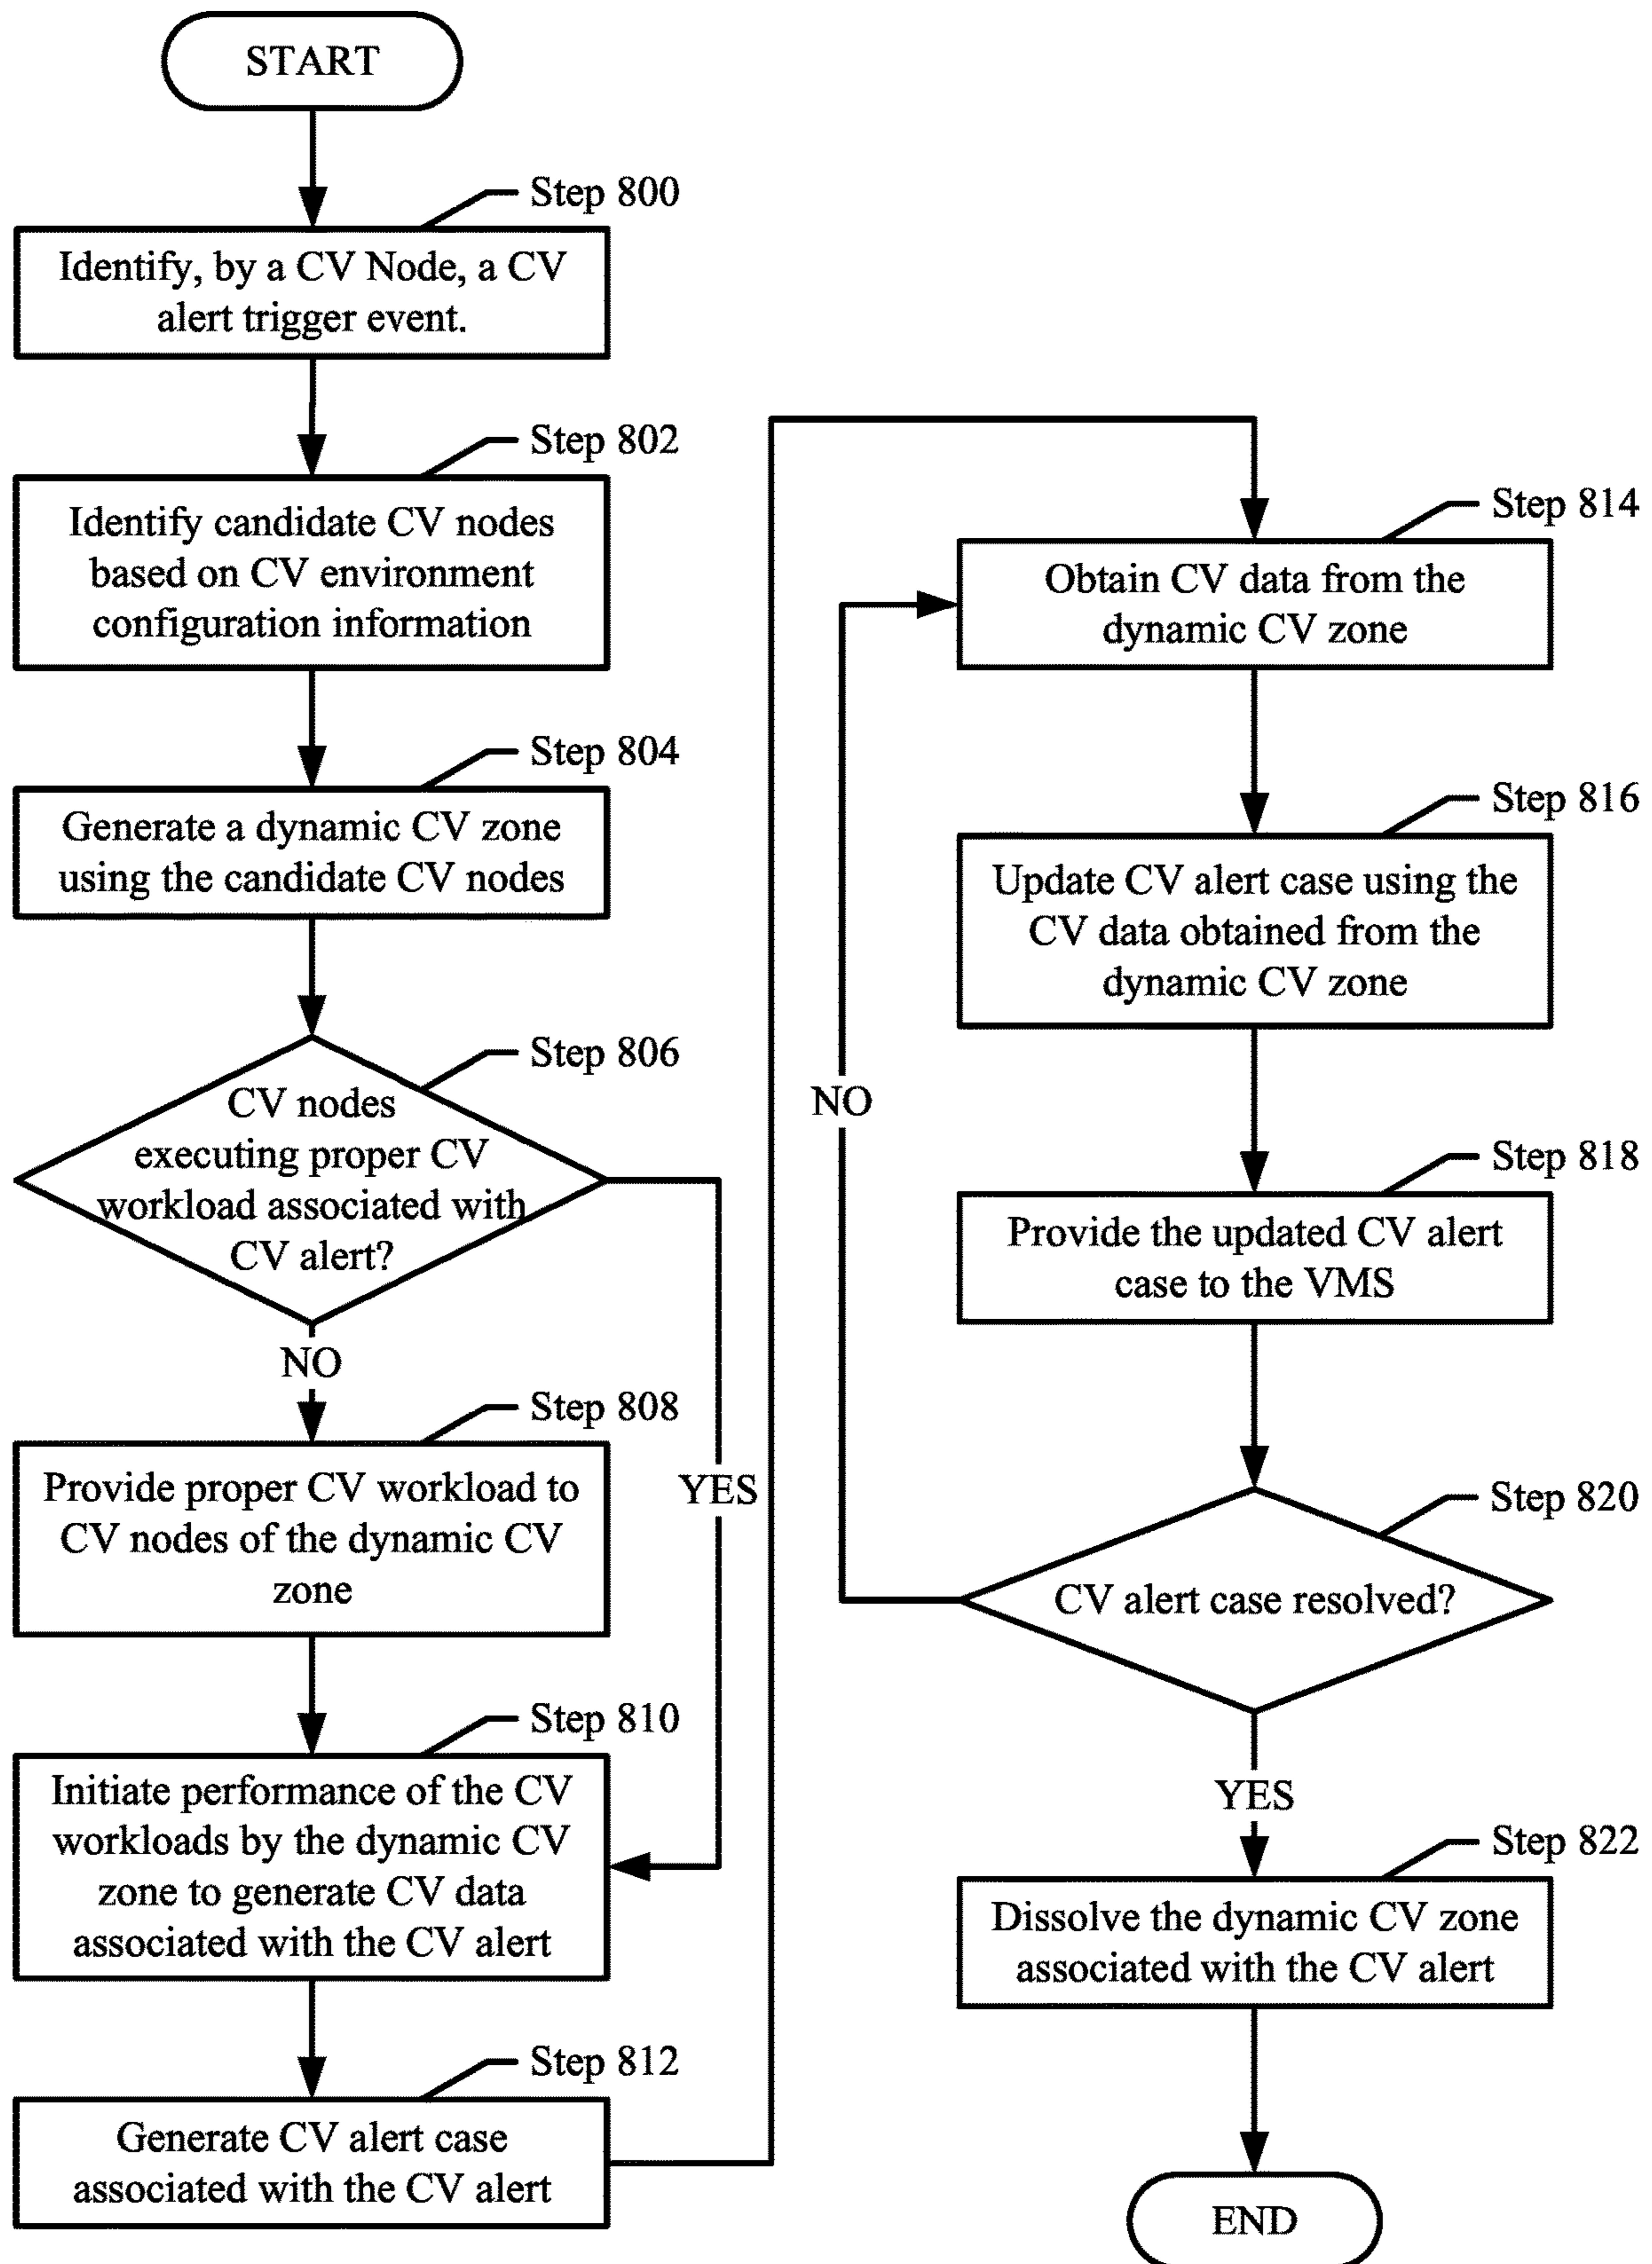 START
Step 800
Identify, by a CV Node, a CV
alert trigger event.
Step 802
Identify candidate CV nodes
based on CV environment
configuration information
Step 804
Generate a dynamic CV zone
using the candidate CV nodes
Step 806
CV nodes
executing proper CV
workload associated with
CV alert?
NO
YES
Step 808
Provide proper CV workload to
CV nodes of the dynamic CV
zone
Step 810
Initiate performance of the CV
workloads by the dynamic CV
zone to generate CV data
associated with the CV alert
Step 812
Generate CV alert case
associated with the CV alert
Step 814
Obtain CV data from the
dynamic CV zone
Step 816
Update CV alert case using the
CV data obtained from the
dynamic CV zone
NO
Step 818
Provide the updated CV alert
case to the VMS
Step 820
CV alert case resolved?
YES
Step 822
Dissolve the dynamic CV zone
associated with the CV alert
END